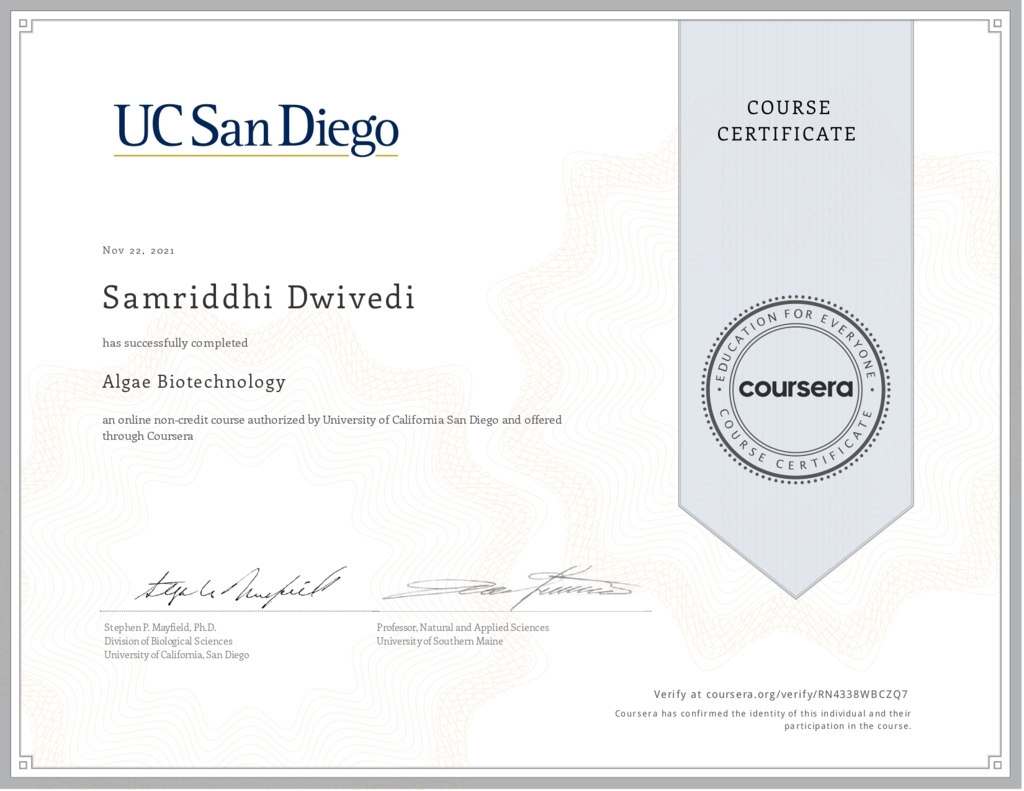 UC San Diego
COURSE
CERTIFICATE
Nov 22, 2021
Samriddhi Dwivedi
has successfully completed
Algae Biotechnology
an online non-credit course authorized by University of California San Diego and offered
through Coursera
EDUCATION FOR EVERYONE
coursera
COURSE CERTIFICATE
Stephen P. Mayfield, Ph.D.
Division of Biological Sciences
University of California, San Diego
Professor, Natural and Applied Sciences
University of Southern Maine
Verify at coursera.org/verify/RN4338WBCZQ7
Coursera has confirmed the identity of this individual and their
participation in the course.